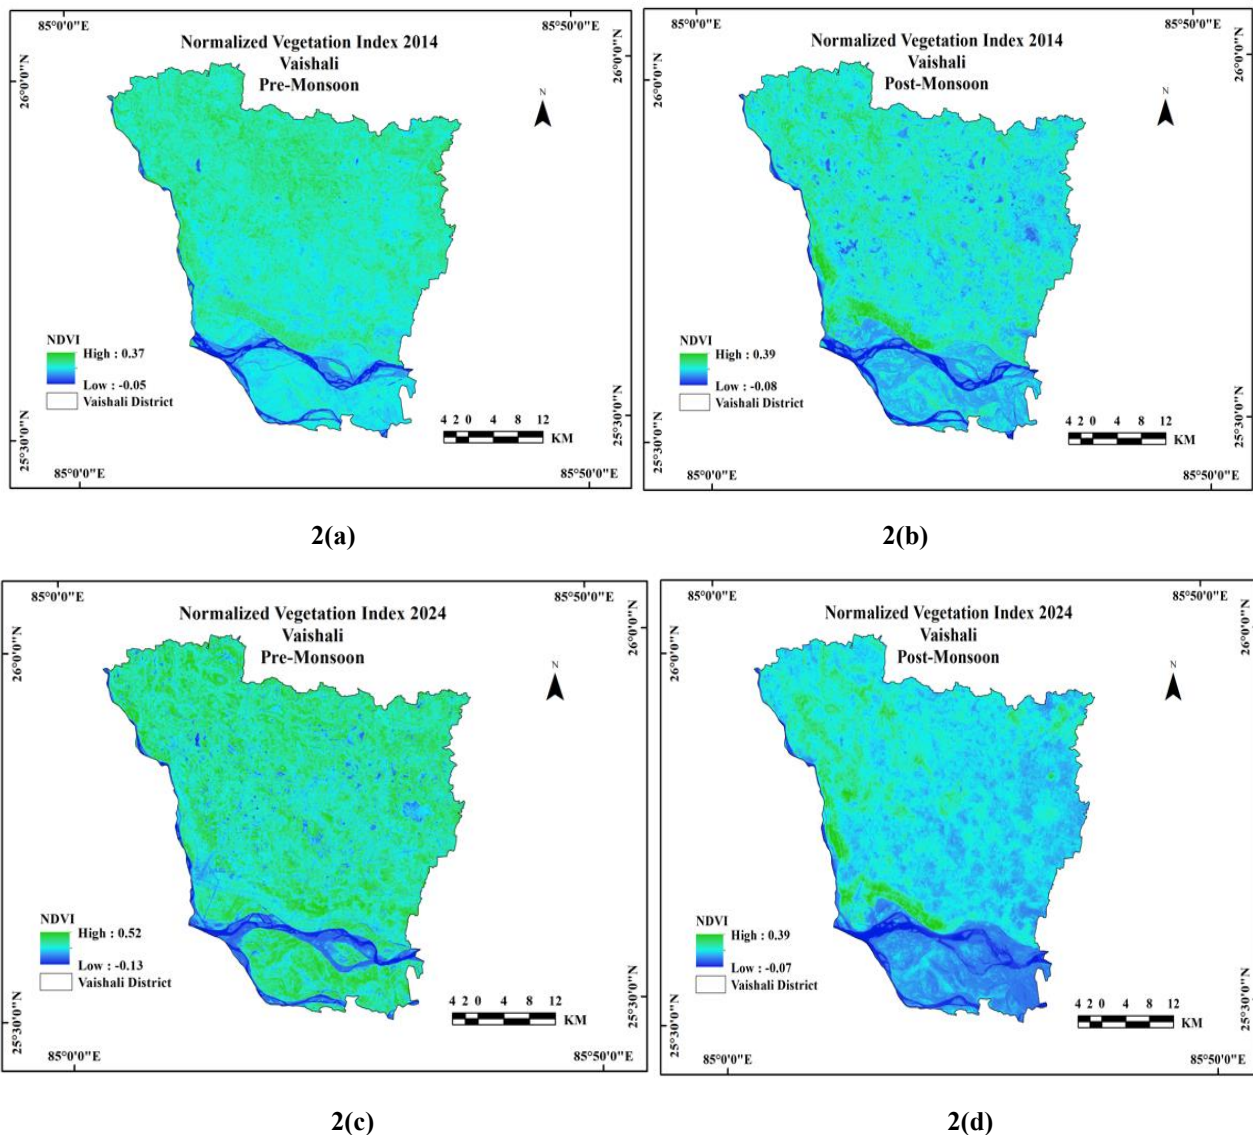 85°0'0"E
85°50'0"E
Normalized Vegetation Index 2014
Vaishali
Pre-Monsoon
26°0'0"N
26°0'0"N
N
NDVI
High : 0.37
Low : -0.05
Vaishali District
4 2 0 4 8 12
KM
25°30'0"N
25°30'0"N
85°0'0"E
85°50'0"E
2(a)
85°0'0"E
85°50'0"E
Normalized Vegetation Index 2014
Vaishali
Post-Monsoon
26°0'0"N
26°0'0"N
N
NDVI
High : 0.39
Low : -0.08
Vaishali District
4 2 0 4 8 12
KM
25°30'0"N
25°30'0"N
85°0'0"E
85°50'0"E
2(b)
85°0'0"E
85°50'0"E
Normalized Vegetation Index 2024
Vaishali
Pre-Monsoon
26°0'0"N
26°0'0"N
N
NDVI
High : 0.52
Low : -0.13
Vaishali District
4 2 0 4 8 12
KM
25°30'0"N
25°30'0"N
85°0'0"E
85°50'0"E
2(c)
85°0'0"E
85°50'0"E
Normalized Vegetation Index 2024
Vaishali
Post-Monsoon
26°0'0"N
26°0'0"N
N
NDVI
High : 0.39
Low : -0.07
Vaishali District
4 2 0 4 8 12
KM
25°30'0"N
25°30'0"N
85°0'0"E
85°50'0"E
2(d)